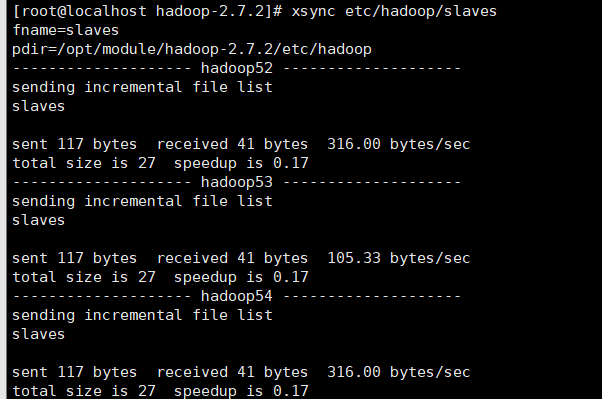 [root@localhost hadoop-2.7.2]# xsync etc/hadoop/slaves
fname=slaves
pdir=/opt/module/hadoop-2.7.2/etc/hadoop
-------------------- hadoop52 --------------------
sending incremental file list
slaves
sent 117 bytes  received 41 bytes  316.00 bytes/sec
total size is 27  speedup is 0.17
-------------------- hadoop53 --------------------
sending incremental file list
slaves
sent 117 bytes  received 41 bytes  105.33 bytes/sec
total size is 27  speedup is 0.17
-------------------- hadoop54 --------------------
sending incremental file list
slaves
sent 117 bytes  received 41 bytes  316.00 bytes/sec
total size is 27  speedup is 0.17